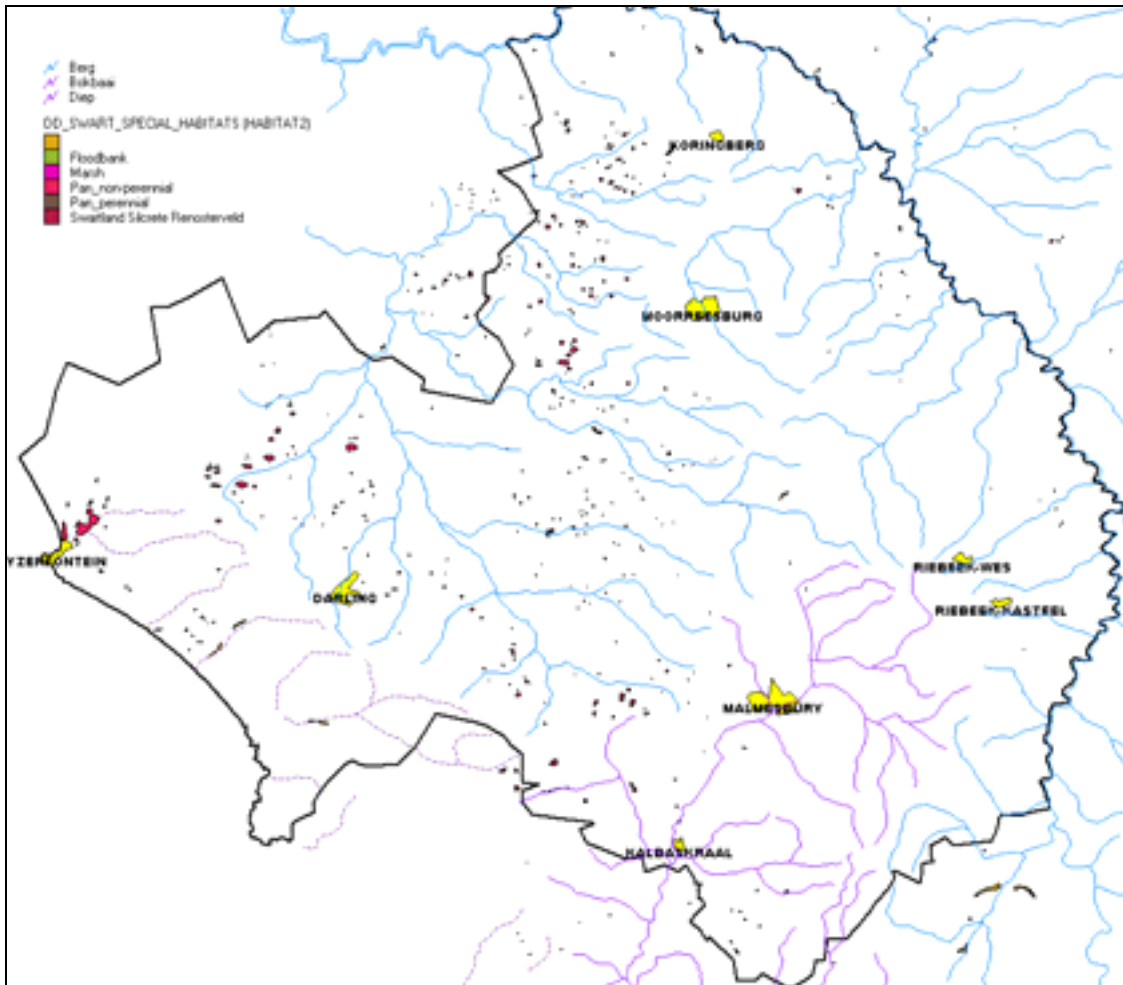 Berg
Bokbaai
Diep
DD_SWART_SPECIAL_HABITATS (HABITAT2)
Floodbank
Marsh
Pan_non-perennial
Pan_perennial
Swartland Silcrete Renosterveld
KORINGBERG
MOORREESBURG
YZERFONTEIN
DARLING
RIEBEEK-WES
RIEBEEK-KASTEEL
MALMESBURY
KALBASKRAAL